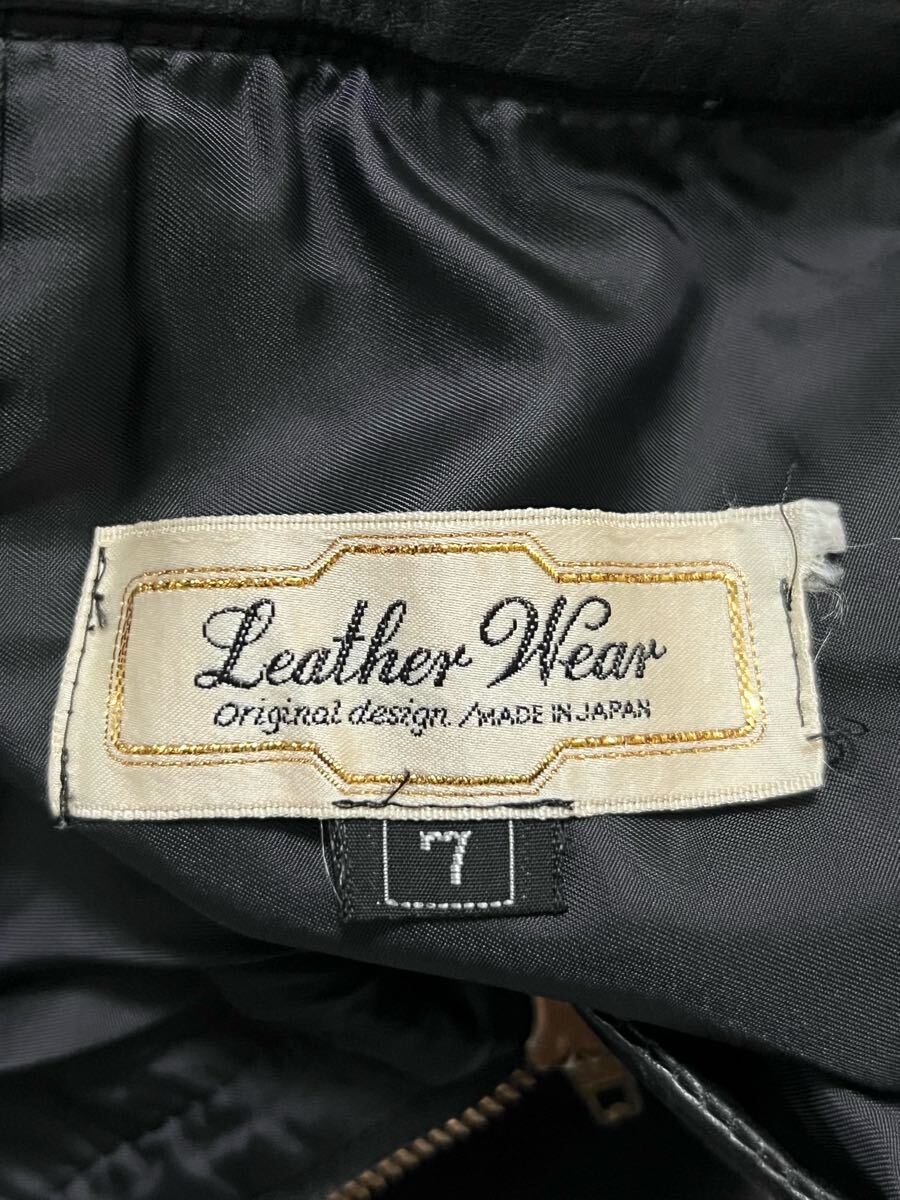 Leather Wear
Original design. /MADE IN JAPAN
7